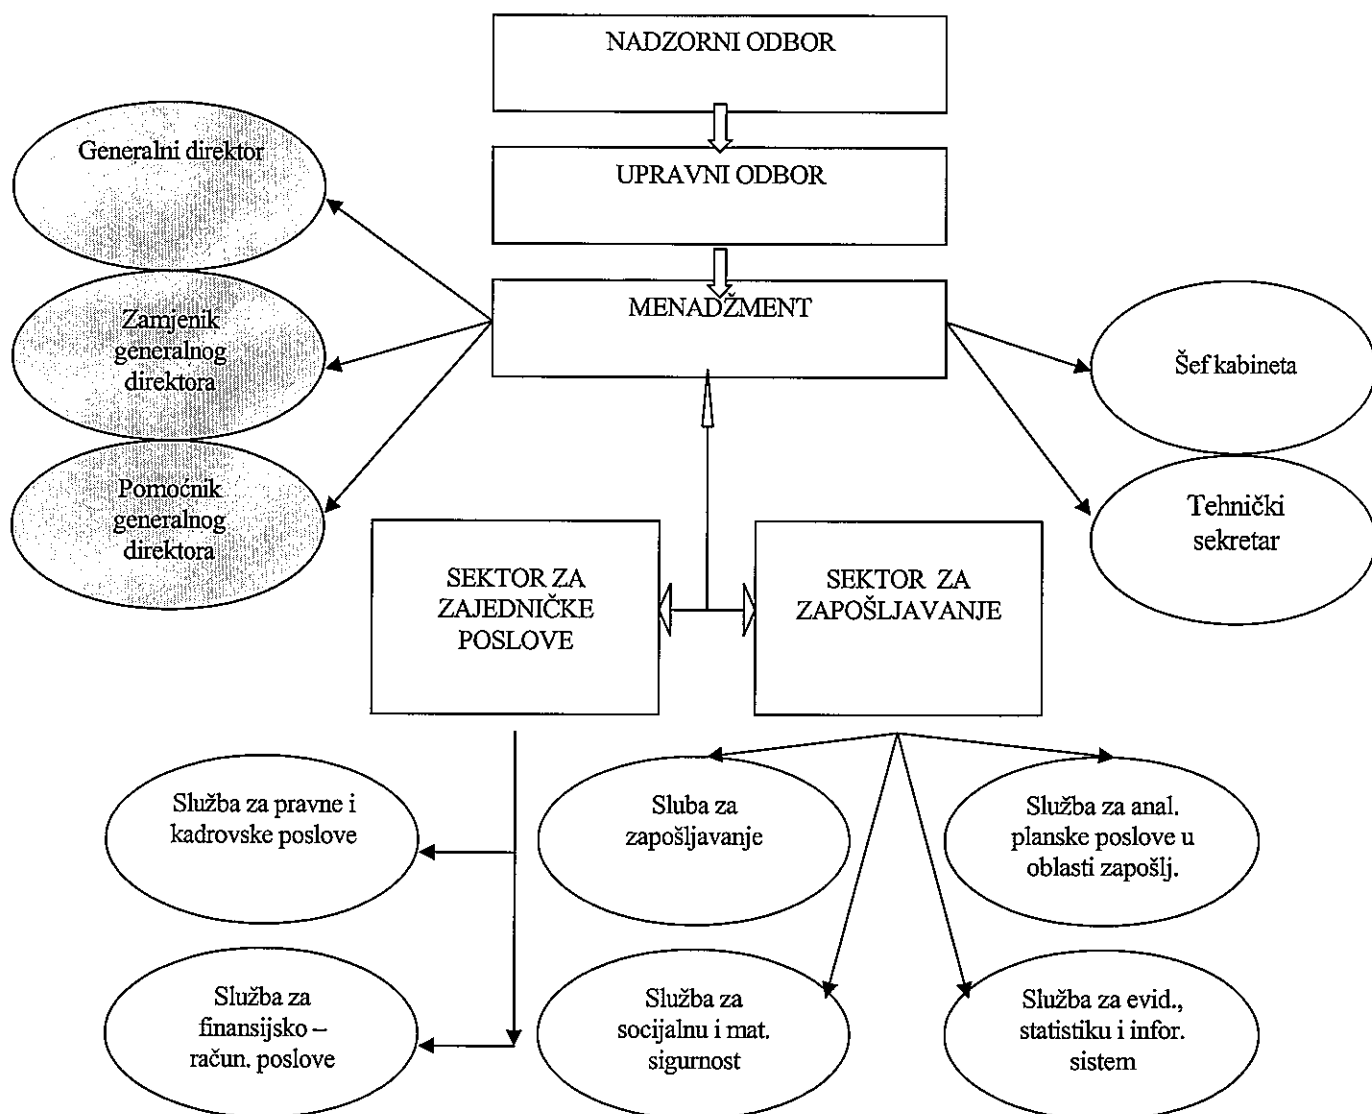 NADZORNI ODBOR
UPRAVNI ODBOR
MENADŽMENT
Generalni direktor
Zamjenik
generalnog
direktora
Pomoćnik
generalnog
direktora
Šef kabineta
Tehnički
sekretar
SEKTOR ZA
ZAJEDNIČKE
POSLOVE
SEKTOR ZA
ZAPOŠLJAVANJE
Služba za pravne i
kadrovske poslove
Služba za
finansijsko –
račun. poslove
Sluba za
zapošljavanje
Služba za anal.
planske poslove u
oblasti zapošlj.
Služba za
socijalnu i mat.
sigurnost
Služba za evid.,
statistiku i infor.
sistem